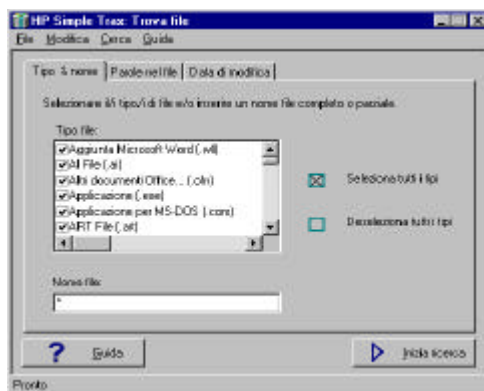 HP Simple Trax: Trova file
File Modifica Cerca Guida
Tipo & nome Parole nel file Data di modifica
Selezionare il/i tipo/i di file e/o inserire un nome file completo o parziale.
Tipo file:
Aggiunta Microsoft Word (.wll)
AI File (.ai)
Altri documenti Office... (.oln)
Applicazione (.exe)
Applicazione per MS-DOS (.com)
ART File (.art)
Seleziona tutti i tipi
Deseleziona tutti i tipi
Nome file:
*
? Guida
Inizia ricerca
Pronto